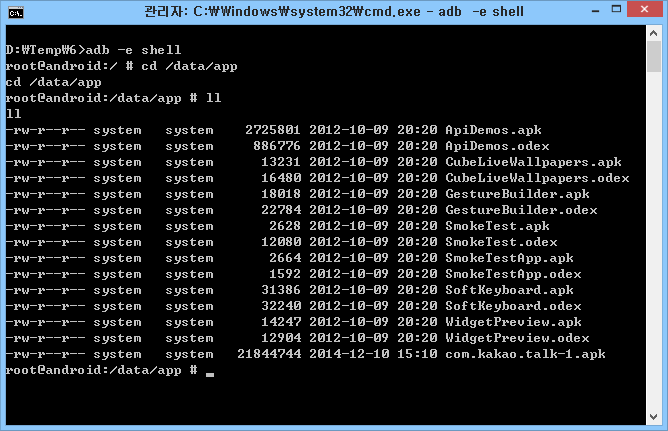 관리자: C:₩Windows₩system32₩cmd.exe - adb  -e shell
D:₩Temp₩6>adb -e shell
root@android:/ # cd /data/app
cd /data/app
root@android:/data/app # ll
ll
-rw-r--r-- system   system    2725801 2012-10-09 20:20 ApiDemos.apk
-rw-r--r-- system   system     886776 2012-10-09 20:20 ApiDemos.odex
-rw-r--r-- system   system      13231 2012-10-09 20:20 CubeLiveWallpapers.apk
-rw-r--r-- system   system      16480 2012-10-09 20:20 CubeLiveWallpapers.odex
-rw-r--r-- system   system      18018 2012-10-09 20:20 GestureBuilder.apk
-rw-r--r-- system   system      22784 2012-10-09 20:20 GestureBuilder.odex
-rw-r--r-- system   system       2628 2012-10-09 20:20 SmokeTest.apk
-rw-r--r-- system   system      12080 2012-10-09 20:20 SmokeTest.odex
-rw-r--r-- system   system       2664 2012-10-09 20:20 SmokeTestApp.apk
-rw-r--r-- system   system       1592 2012-10-09 20:20 SmokeTestApp.odex
-rw-r--r-- system   system      31386 2012-10-09 20:20 SoftKeyboard.apk
-rw-r--r-- system   system      32240 2012-10-09 20:20 SoftKeyboard.odex
-rw-r--r-- system   system      14247 2012-10-09 20:20 WidgetPreview.apk
-rw-r--r-- system   system      12904 2012-10-09 20:20 WidgetPreview.odex
-rw-r--r-- system   system   21844744 2014-12-10 15:10 com.kakao.talk-1.apk
root@android:/data/app # _